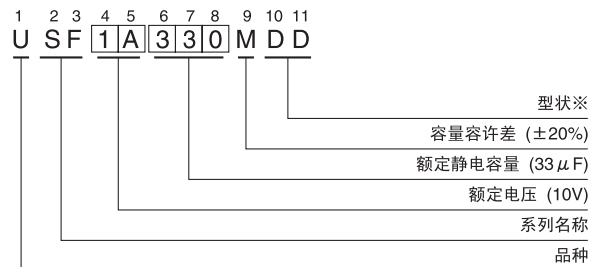 1 2 3 4 5 6 7 8 9 10 11
U S F 1 A 3 3 0 M D D
型状※
容量容许差 (±20%)
额定静电容量 (33μF)
额定电压 (10V)
系列名称
品种